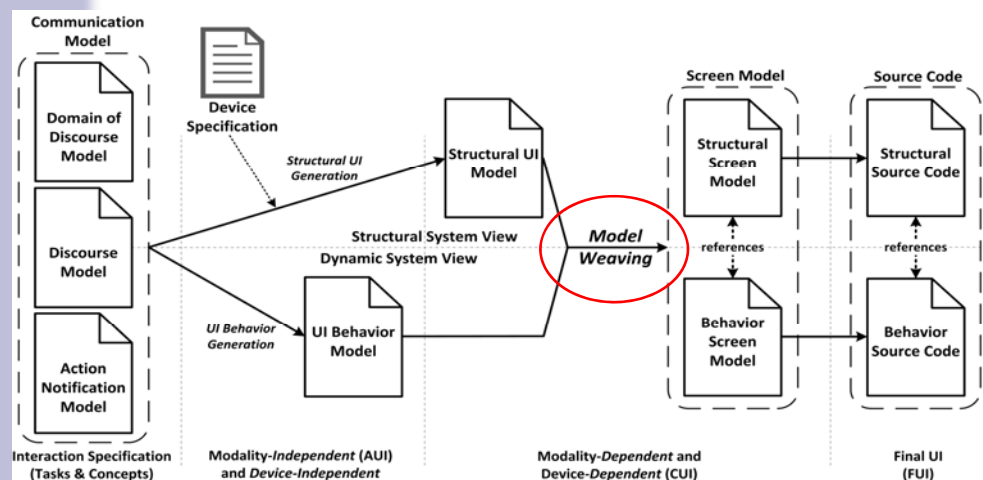 Communication
Model
Domain of
Discourse
Model
Discourse
Model
Action
Notification
Model
Interaction Specification
(Tasks & Concepts)
Device
Specification
Structural UI
Generation
UI Behavior
Generation
Structural UI
Model
Structural System View
Dynamic System View
UI Behavior
Model
Modality-Independent (AUI)
and Device-Independent
Model
Weaving
Screen Model
Structural
Screen
Model
references
Behavior
Screen
Model
Modality-Dependent and
Device-Dependent (CUI)
Source Code
Structural
Source Code
references
Behavior
Source Code
Final UI
(FUI)